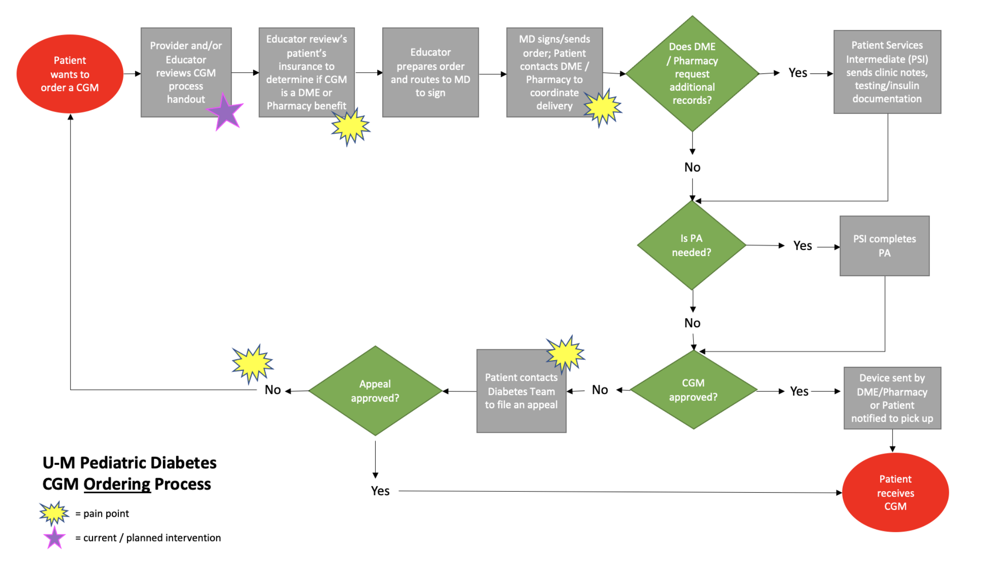 Patient
wants to
order a CGM
Provider and/or
Educator
reviews CGM
process
handout
Educator review’s
patient’s
insurance to
determine if CGM
is a DME or
Pharmacy benefit
Educator
prepares order
and routes to MD
to sign
MD signs/sends
order; Patient
contacts DME /
Pharmacy to
coordinate
delivery
Does DME
/ Pharmacy
request
additional
records?
Yes
Patient Services
Intermediate (PSI)
sends clinic notes,
testing/insulin
documentation
No
Is PA
needed?
Yes
PSI completes
PA
No
CGM
approved?
Yes
Device sent by
DME/Pharmacy
or Patient
notified to pick up
No
Patient contacts
Diabetes Team
to file an appeal
Appeal
approved?
No
Yes
Patient
receives
CGM
U-M Pediatric Diabetes
CGM Ordering Process
= pain point
= current / planned intervention